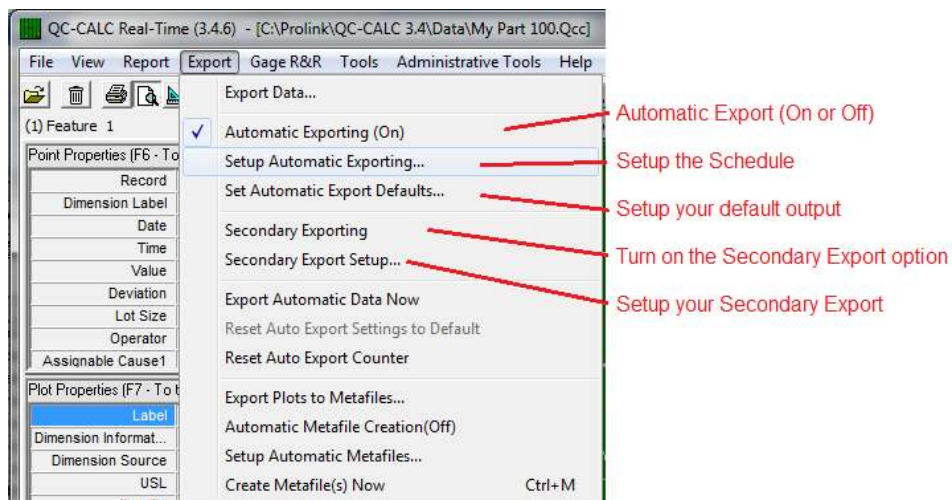 QC-CALC Real-Time (3.4.6) - [C:\Prolink\QC-CALC 3.4\Data\My Part 100.Qcc]
File View Report Export Gage R&R Tools Administrative Tools Help
(1) Feature 1
Point Properties (F6 - To
Record
Dimension Label
Date
Time
Value
Deviation
Lot Size
Operator
Assignable Cause1
Plot Properties (F7 - To t
Label
Dimension Informat...
Dimension Source
USL
Export Data...
Automatic Exporting (On)
Setup Automatic Exporting...
Set Automatic Export Defaults...
Secondary Exporting
Secondary Export Setup...
Export Automatic Data Now
Reset Auto Export Settings to Default
Reset Auto Export Counter
Export Plots to Metafiles...
Automatic Metafile Creation(Off)
Setup Automatic Metafiles...
Create Metafile(s) Now Ctrl+M
Automatic Export (On or Off)
Setup the Schedule
Setup your default output
Turn on the Secondary Export option
Setup your Secondary Export